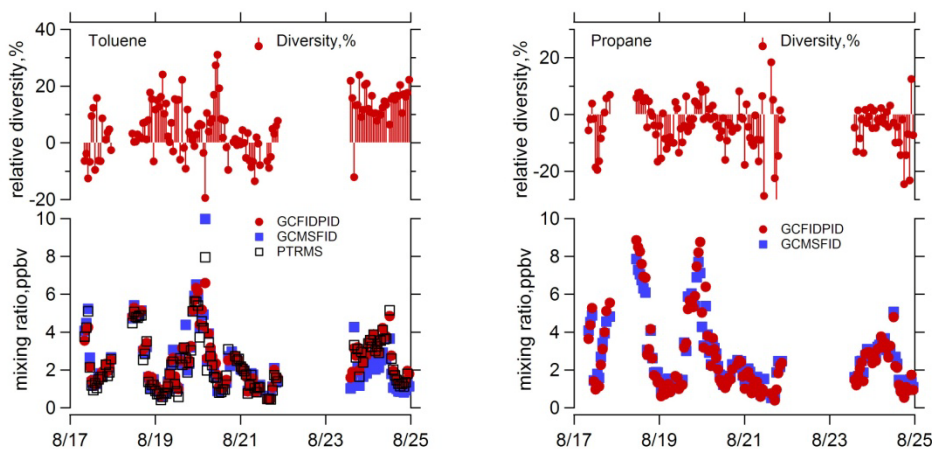 40
Toluene
Diversity,%
20
0
-20
relative diversity,%
10
GCFIDPID
8
GCMSFID
PTRMS
6
4
2
0
mixing ratio,ppbv
8/17 8/19 8/21 8/23 8/25
40
Propane
Diversity,%
20
0
-20
relative diversity,%
10
GCFIDPID
8
GCMSFID
6
4
2
0
mixing ratio,ppbv
8/17 8/19 8/21 8/23 8/25